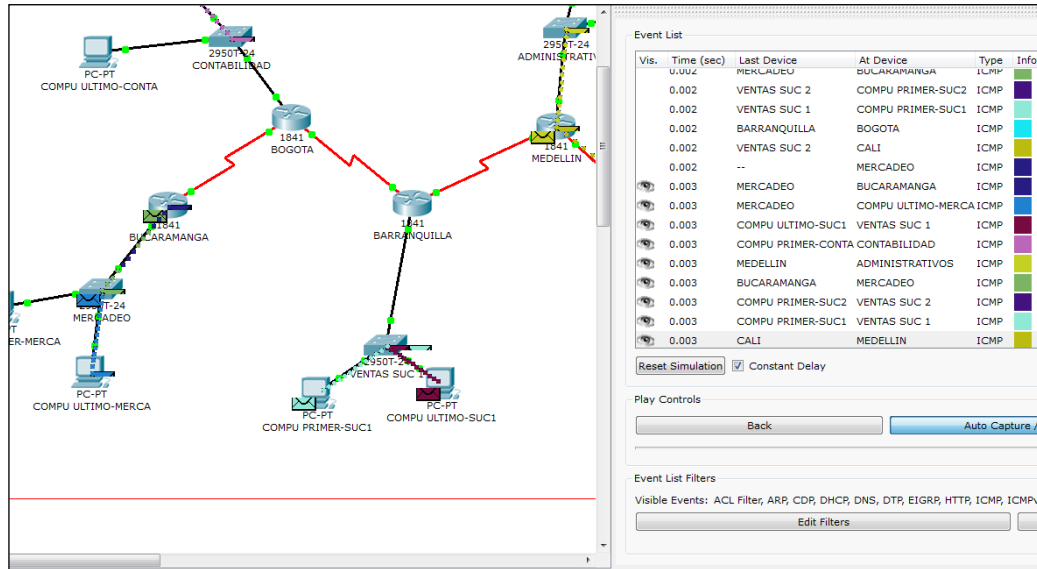 2950T-24
CONTABILIDAD
PC-PT
COMPU ULTIMO-CONTA
2950T-24
ADMINISTRATIV
1841
BOGOTA
1841
MEDELLIN
1841
BUCARAMANGA
1841
BARRANQUILLA
2950T-24
MERCADEO
PT
ER-MERCA
PC-PT
COMPU ULTIMO-MERCA
2950T-24
VENTAS SUC 1
PC-PT
COMPU PRIMER-SUC1
PC-PT
COMPU ULTIMO-SUC1
Event List
Vis. Time (sec) Last Device At Device Type Info
0.002 MERCADEO BUCARAMANGA ICMP
0.002 VENTAS SUC 2 COMPU PRIMER-SUC2 ICMP
0.002 VENTAS SUC 1 COMPU PRIMER-SUC1 ICMP
0.002 BARRANQUILLA BOGOTA ICMP
0.002 VENTAS SUC 2 CALI ICMP
0.002 -- MERCADEO ICMP
0.003 MERCADEO BUCARAMANGA ICMP
0.003 MERCADEO COMPU ULTIMO-MERCA ICMP
0.003 COMPU ULTIMO-SUC1 VENTAS SUC 1 ICMP
0.003 COMPU PRIMER-CONTA CONTABILIDAD ICMP
0.003 MEDELLIN ADMINISTRATIVOS ICMP
0.003 BUCARAMANGA MERCADEO ICMP
0.003 COMPU PRIMER-SUC2 VENTAS SUC 2 ICMP
0.003 COMPU PRIMER-SUC1 VENTAS SUC 1 ICMP
0.003 CALI MEDELLIN ICMP
Reset Simulation Constant Delay
Play Controls
Back Auto Capture /
Event List Filters
Visible Events: ACL Filter, ARP, CDP, DHCP, DNS, DTP, EIGRP, HTTP, ICMP, ICMPv
Edit Filters